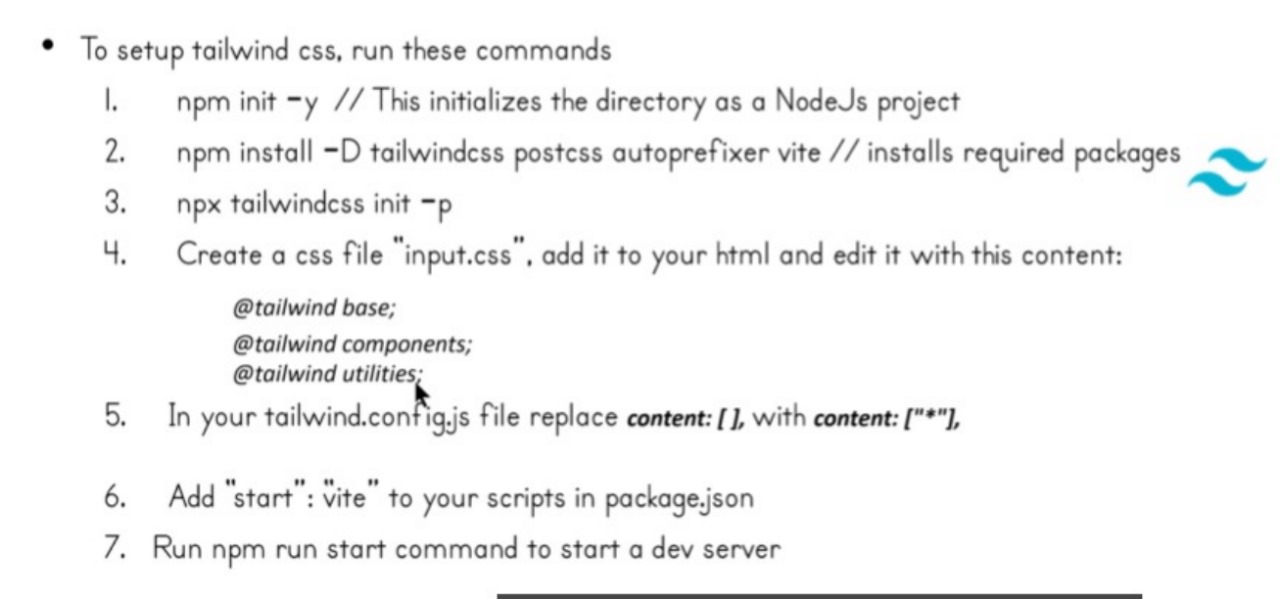 • To setup tailwind css, run these commands
1. npm init -y // This initializes the directory as a NodeJs project
2. npm install -D tailwindcss postcss autoprefixer vite // installs required packages
3. npx tailwindcss init -p
4. Create a css file "input.css", add it to your html and edit it with this content:
@tailwind base;
@tailwind components;
@tailwind utilities;
5. In your tailwind.config.js file replace content: [ ], with content: ["*"],
6. Add "start": "vite" to your scripts in package.json
7. Run npm run start command to start a dev server